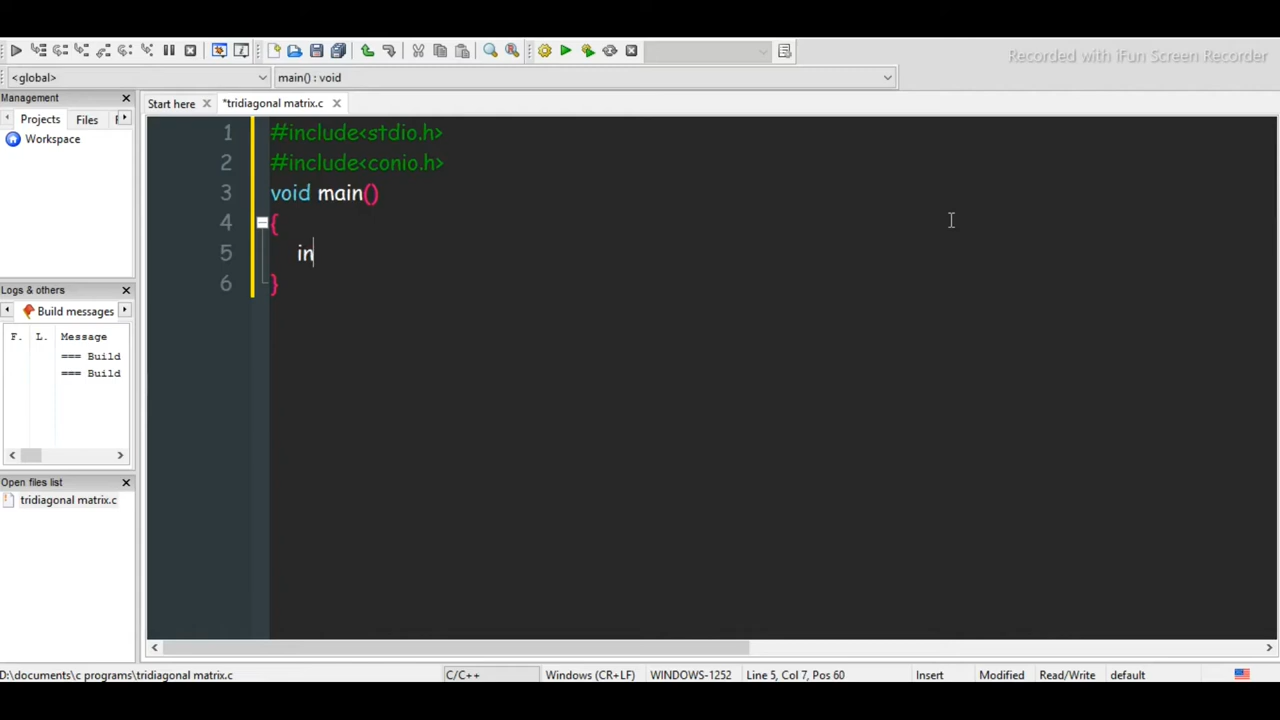 Recorded with iFun Screen Recorder
<global>
main() : void
Management
Start here
*tridiagonal matrix.c
Projects
Files
Workspace
1 #include<stdio.h>
2 #include<conio.h>
3 void main()
4 {
5 in
6 }
Logs & others
Build messages
F. L. Message
=== Build
=== Build
Open files list
tridiagonal matrix.c
D:\documents\c programs\tridiagonal matrix.c
C/C++
Windows (CR+LF)
WINDOWS-1252
Line 5, Col 7, Pos 60
Insert
Modified
Read/Write
default